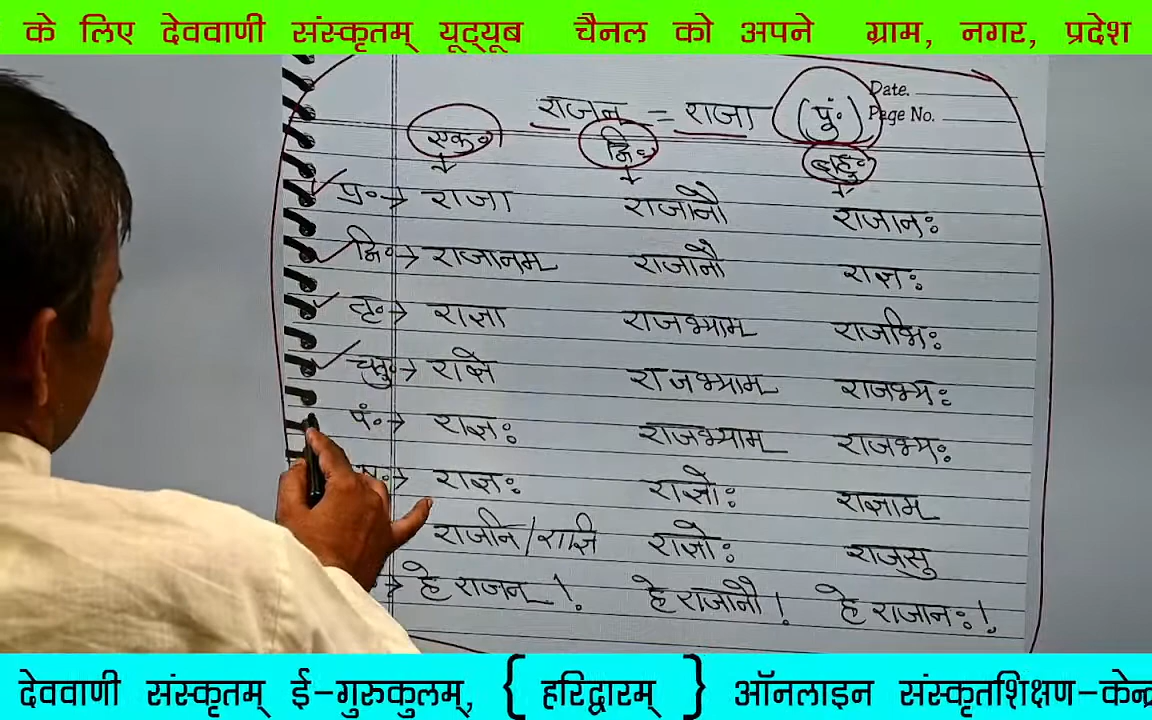 के लिए देववाणी संस्कृतम् यूट्यूब चैनल को अपने ग्राम, नगर, प्रदेश
Date.
राजन् = राजा (पुं॰) Page No.
एक॰ द्वि॰ बहु॰
प्र॰→ राजा राजानौ राजानः
द्वि॰→ राजानम् राजानौ राज्ञः
तृ॰→ राज्ञा राजभ्याम् राजभिः
चतु॰→ राज्ञे राजभ्याम् राजभ्यः
पं॰→ राज्ञः राजभ्याम् राजभ्यः
ष॰→ राज्ञः राज्ञोः राज्ञाम्
राजनि/राज्ञि राज्ञोः राजसु
हे राजन् ! हे राजानौ ! हे राजानः !
देववाणी संस्कृतम् ई-गुरुकुलम्, { हरिद्वारम् } ऑनलाइन संस्कृतशिक्षण-केन्द्र